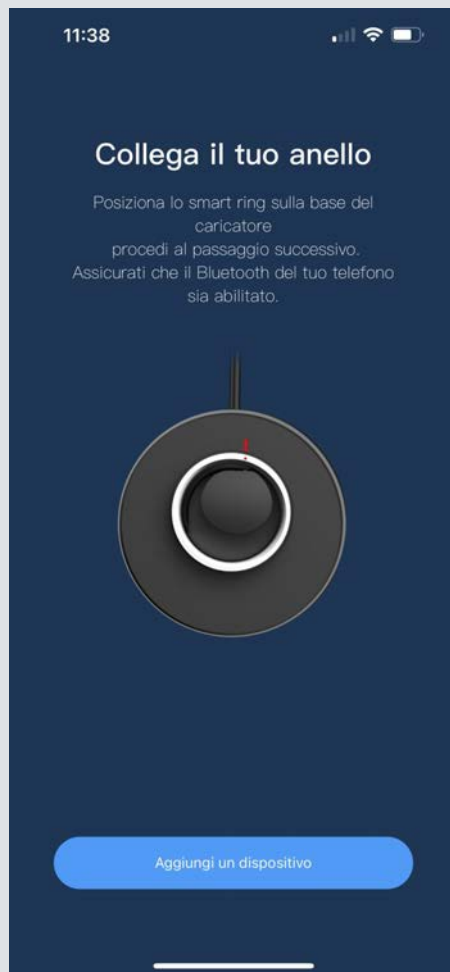 11:38
Collega il tuo anello
Posiziona lo smart ring sulla base del
caricatore
procedi al passaggio successivo.
Assicurati che il Bluetooth del tuo telefono
sia abilitato.
Aggiungi un dispositivo